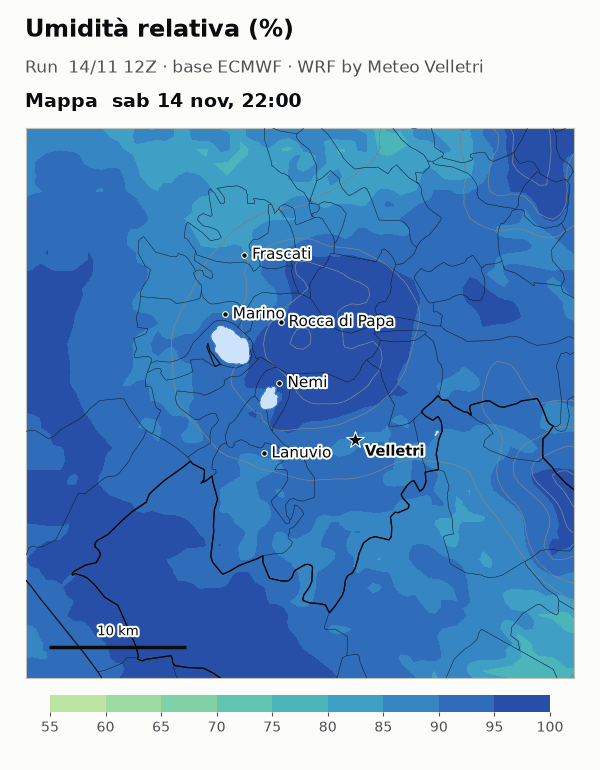 Umidità relativa (%)
Run  14/11 12Z · base ECMWF · WRF by Meteo Velletri
Mappa  sab 14 nov, 22:00
Frascati
Marino
Rocca di Papa
Nemi
Velletri
Lanuvio
10 km
55 60 65 70 75 80 85 90 95 100